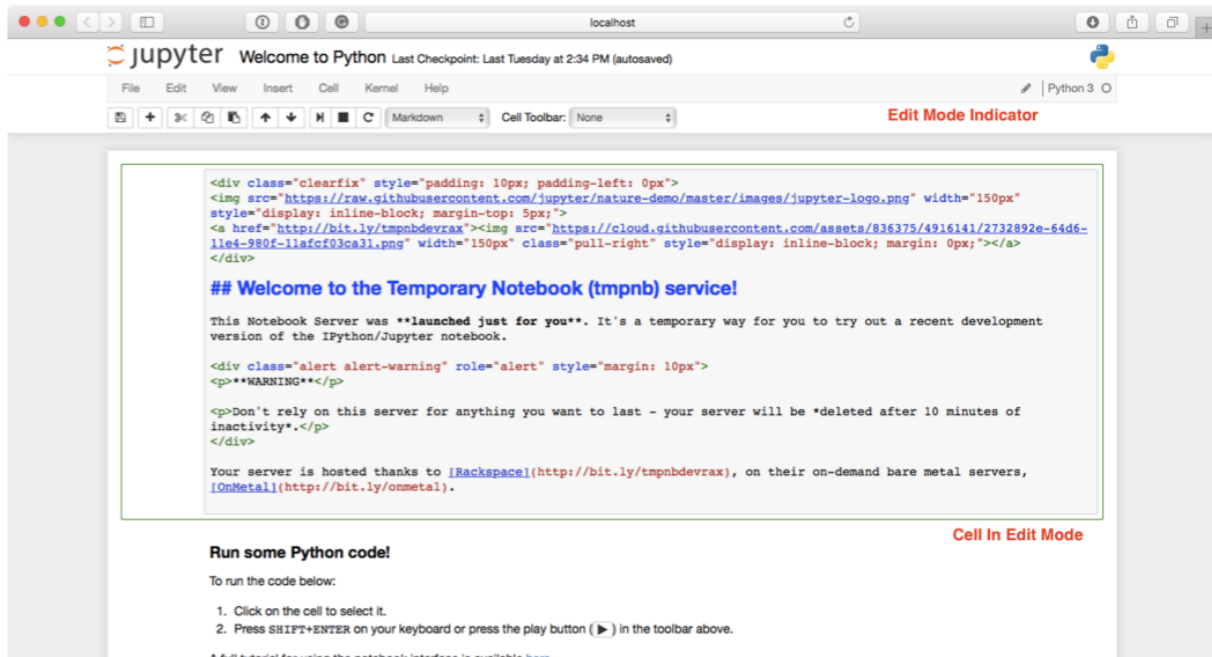 localhost
jupyter Welcome to Python Last Checkpoint: Last Tuesday at 2:34 PM (autosaved)
File Edit View Insert Cell Kernel Help Python 3
Markdown Cell Toolbar: None
Edit Mode Indicator
<div class="clearfix" style="padding: 10px; padding-left: 0px">
<img src="https://raw.githubusercontent.com/jupyter/nature-demo/master/images/jupyter-logo.png" width="150px"
style="display: inline-block; margin-top: 5px;">
<a href="http://bit.ly/tmpnbdevrax"><img src="https://cloud.githubusercontent.com/assets/836375/4916141/2732892e-64d6-
11e4-980f-11afcf03ca31.png" width="150px" class="pull-right" style="display: inline-block; margin: 0px;"></a>
</div>
## Welcome to the Temporary Notebook (tmpnb) service!
This Notebook Server was **launched just for you**. It's a temporary way for you to try out a recent development
version of the IPython/Jupyter notebook.
<div class="alert alert-warning" role="alert" style="margin: 10px">
<p>**WARNING**</p>
<p>Don't rely on this server for anything you want to last - your server will be *deleted after 10 minutes of
inactivity*.</p>
</div>
Your server is hosted thanks to [Rackspace](http://bit.ly/tmpnbdevrax), on their on-demand bare metal servers,
[OnMetal](http://bit.ly/onmetal).
Cell In Edit Mode
Run some Python code!
To run the code below:
1. Click on the cell to select it.
2. Press SHIFT+ENTER on your keyboard or press the play button (▶) in the toolbar above.
A full tutorial for using the notebook interface is available here